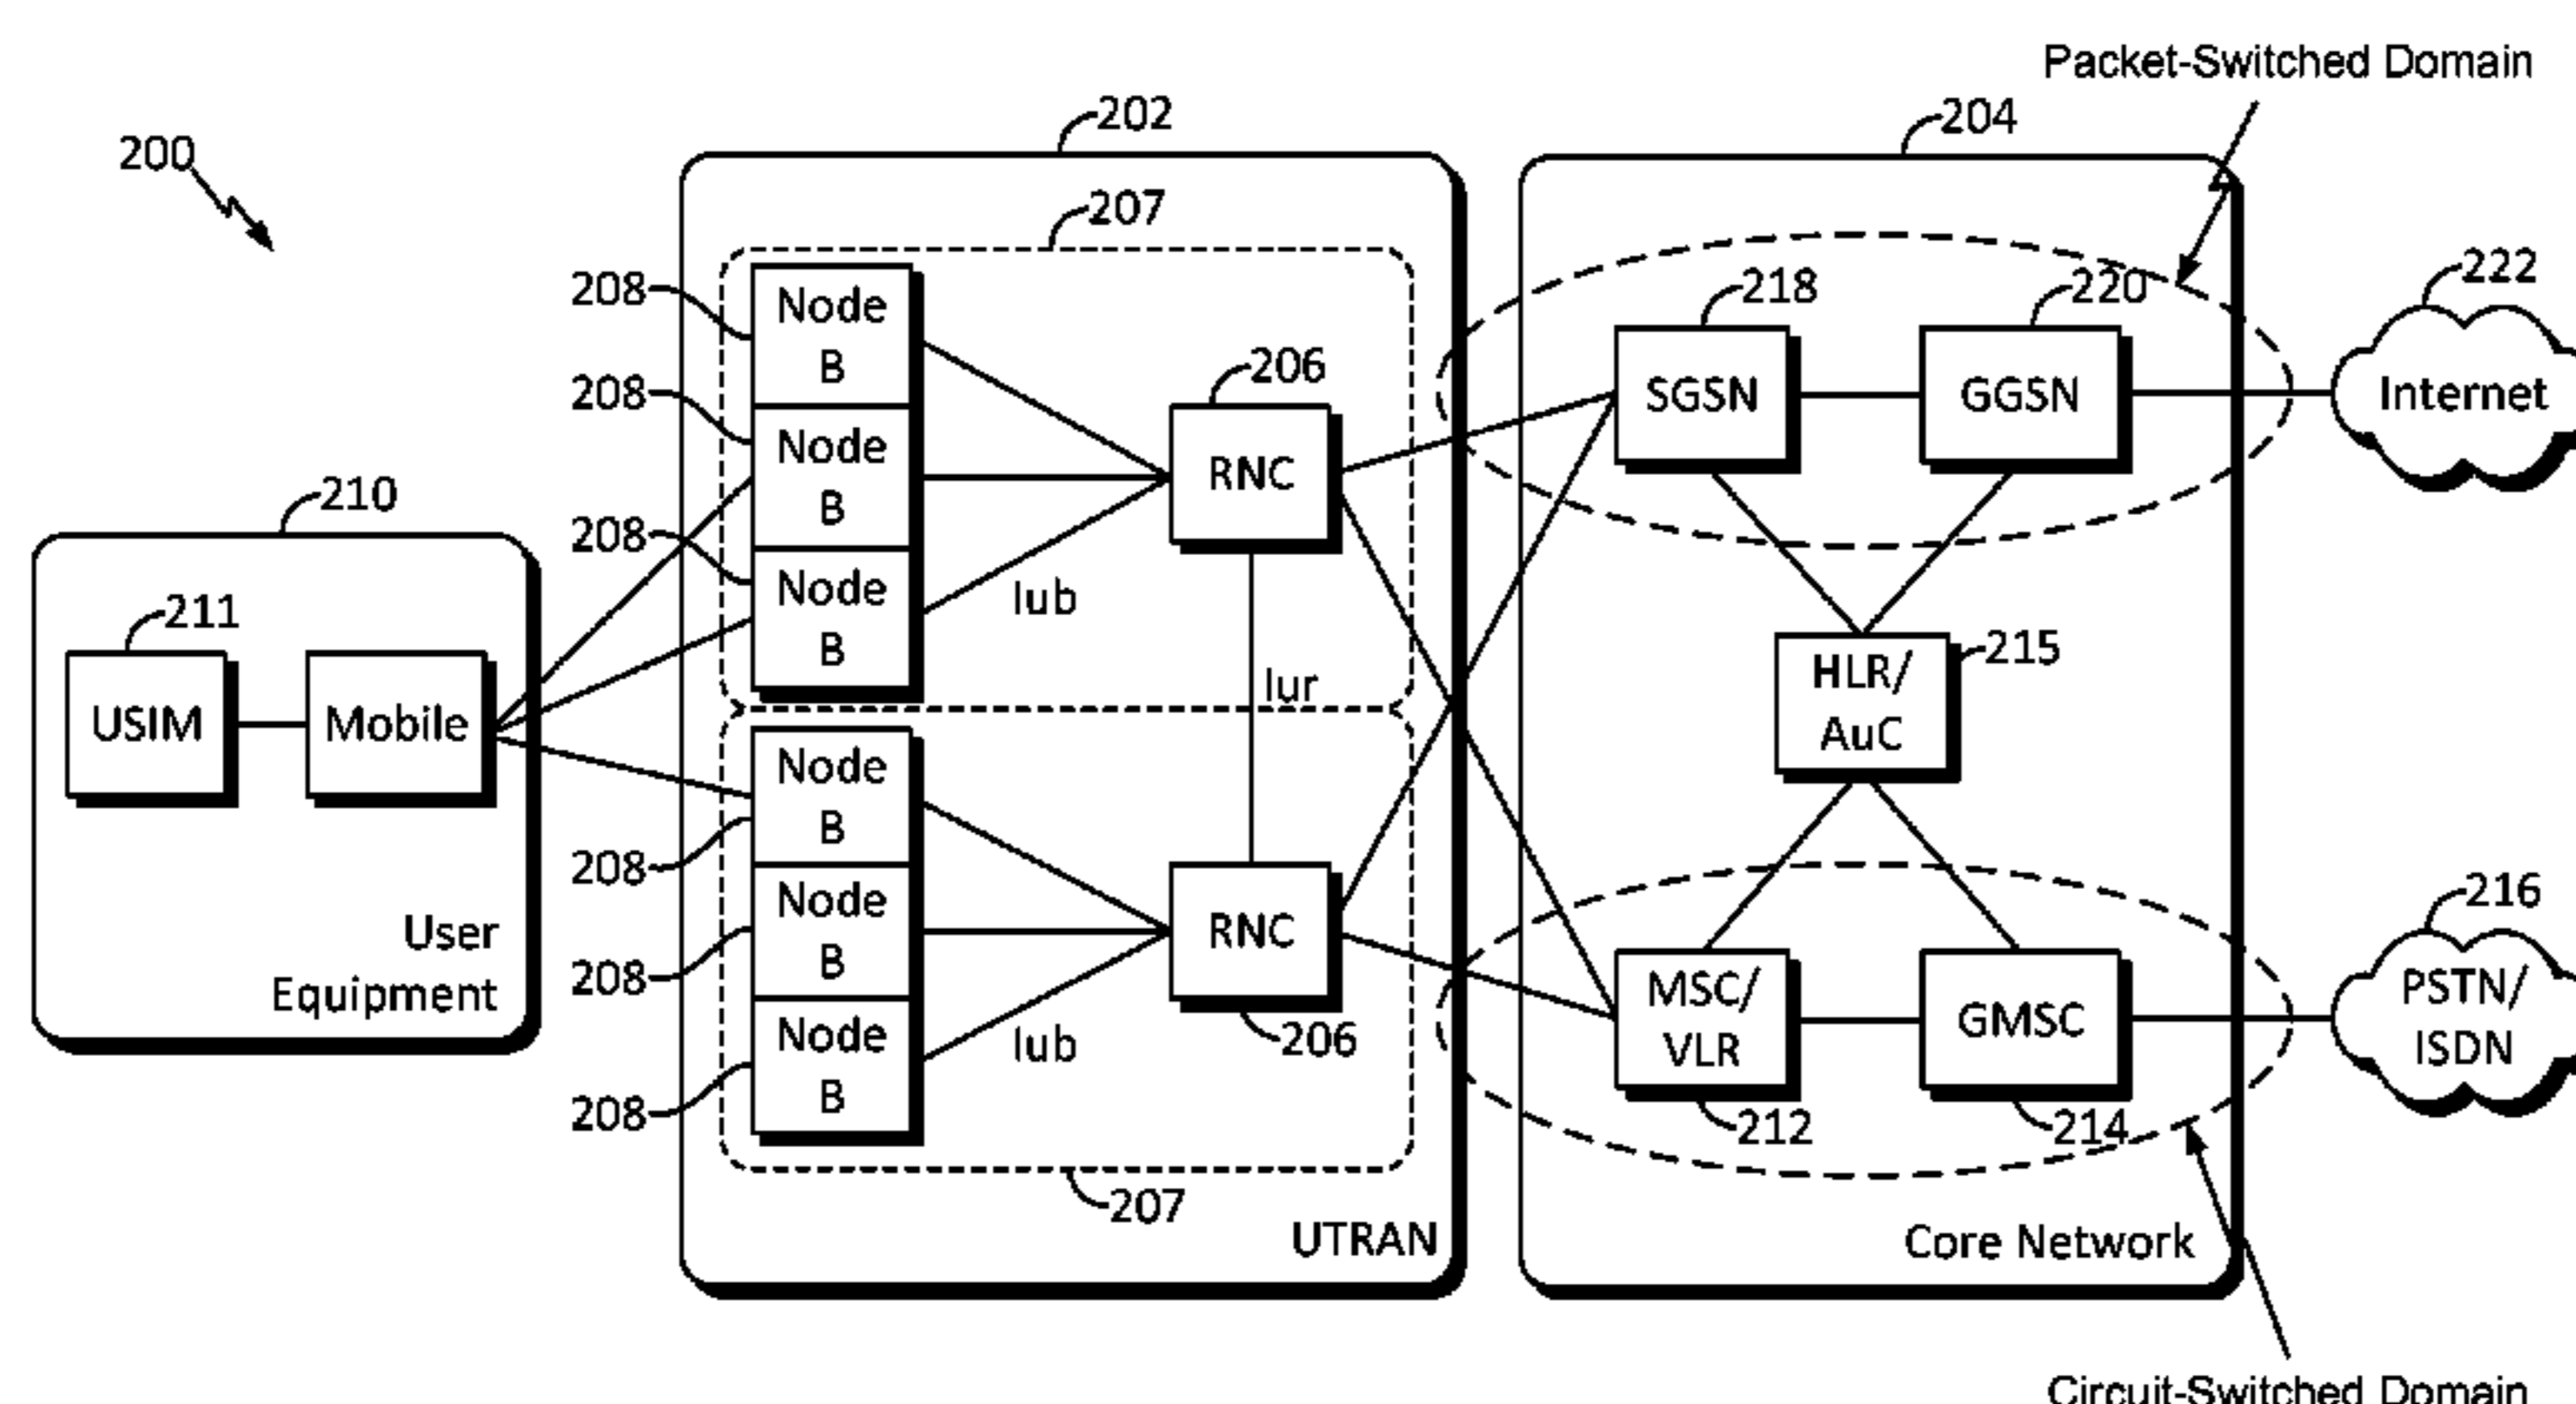 Packet-Switched Domain
200
202
204
207
208
Node
B
218
220
222
208
Node
B
206
RNC
SGSN
GGSN
Internet
210
208
Node
B
Iub
211
USIM
Mobile
Iur
HLR/
AuC
215
Node
B
208
User
Equipment
Node
B
208
RNC
206
MSC/
VLR
212
GMSC
214
216
PSTN/
ISDN
Node
B
208
Iub
207
UTRAN
Core Network
Circuit-Switched Domain